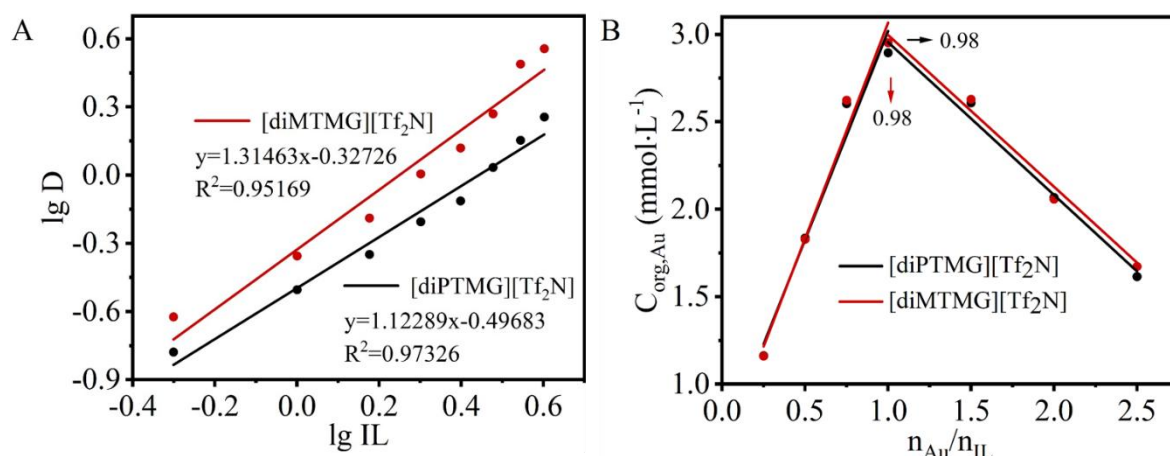 A
lg D
0.6
0.3
0.0
-0.3
-0.6
-0.9
[diMTMG][Tf₂N]
y=1.31463x-0.32726
R²=0.95169
[diPTMG][Tf₂N]
y=1.12289x-0.49683
R²=0.97326
-0.4 -0.2 0.0 0.2 0.4 0.6
lg IL
B
C_org,Au (mmol·L⁻¹)
3.0
2.5
2.0
1.5
1.0
0.98
0.98
[diPTMG][Tf2N]
[diMTMG][Tf2N]
0.0 0.5 1.0 1.5 2.0 2.5
n_Au/n_IL